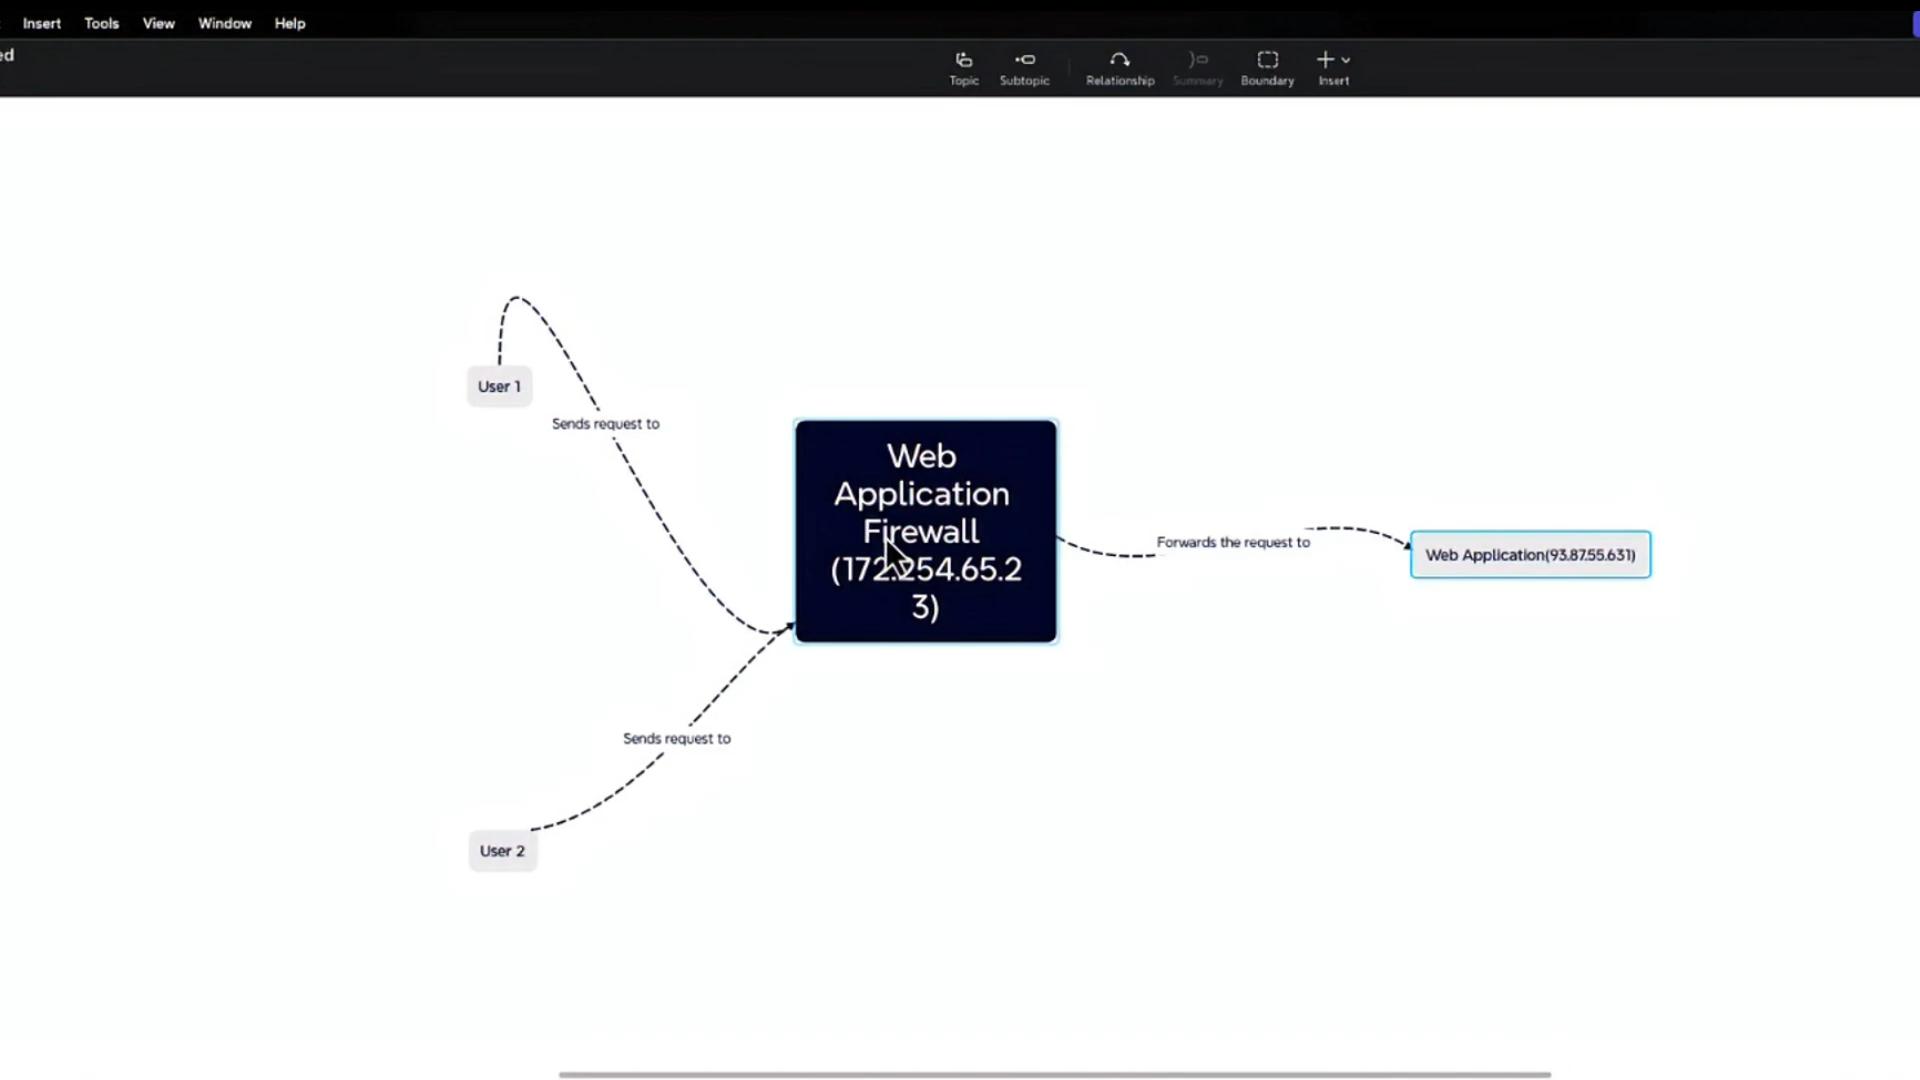 Insert Tools View Window Help
ed
Topic Subtopic Relationship Summary Boundary Insert
User 1
Sends request to
Web
Application
Firewall
(172.254.65.2
3)
Forwards the request to
Web Application(93.87.55.631)
Sends request to
User 2